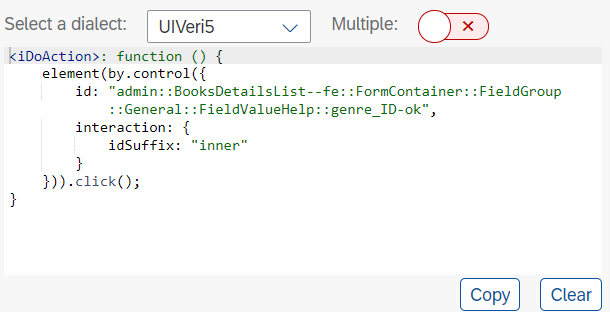 Select a dialect: UIVeri5 Multiple:
<iDoAction>: function () {
    element(by.control({
        id: "admin::BooksDetailsList--fe::FormContainer::FieldGroup
            ::General::FieldValueHelp::genre_ID-ok",
        interaction: {
            idSuffix: "inner"
        }
    })).click();
}
Copy Clear